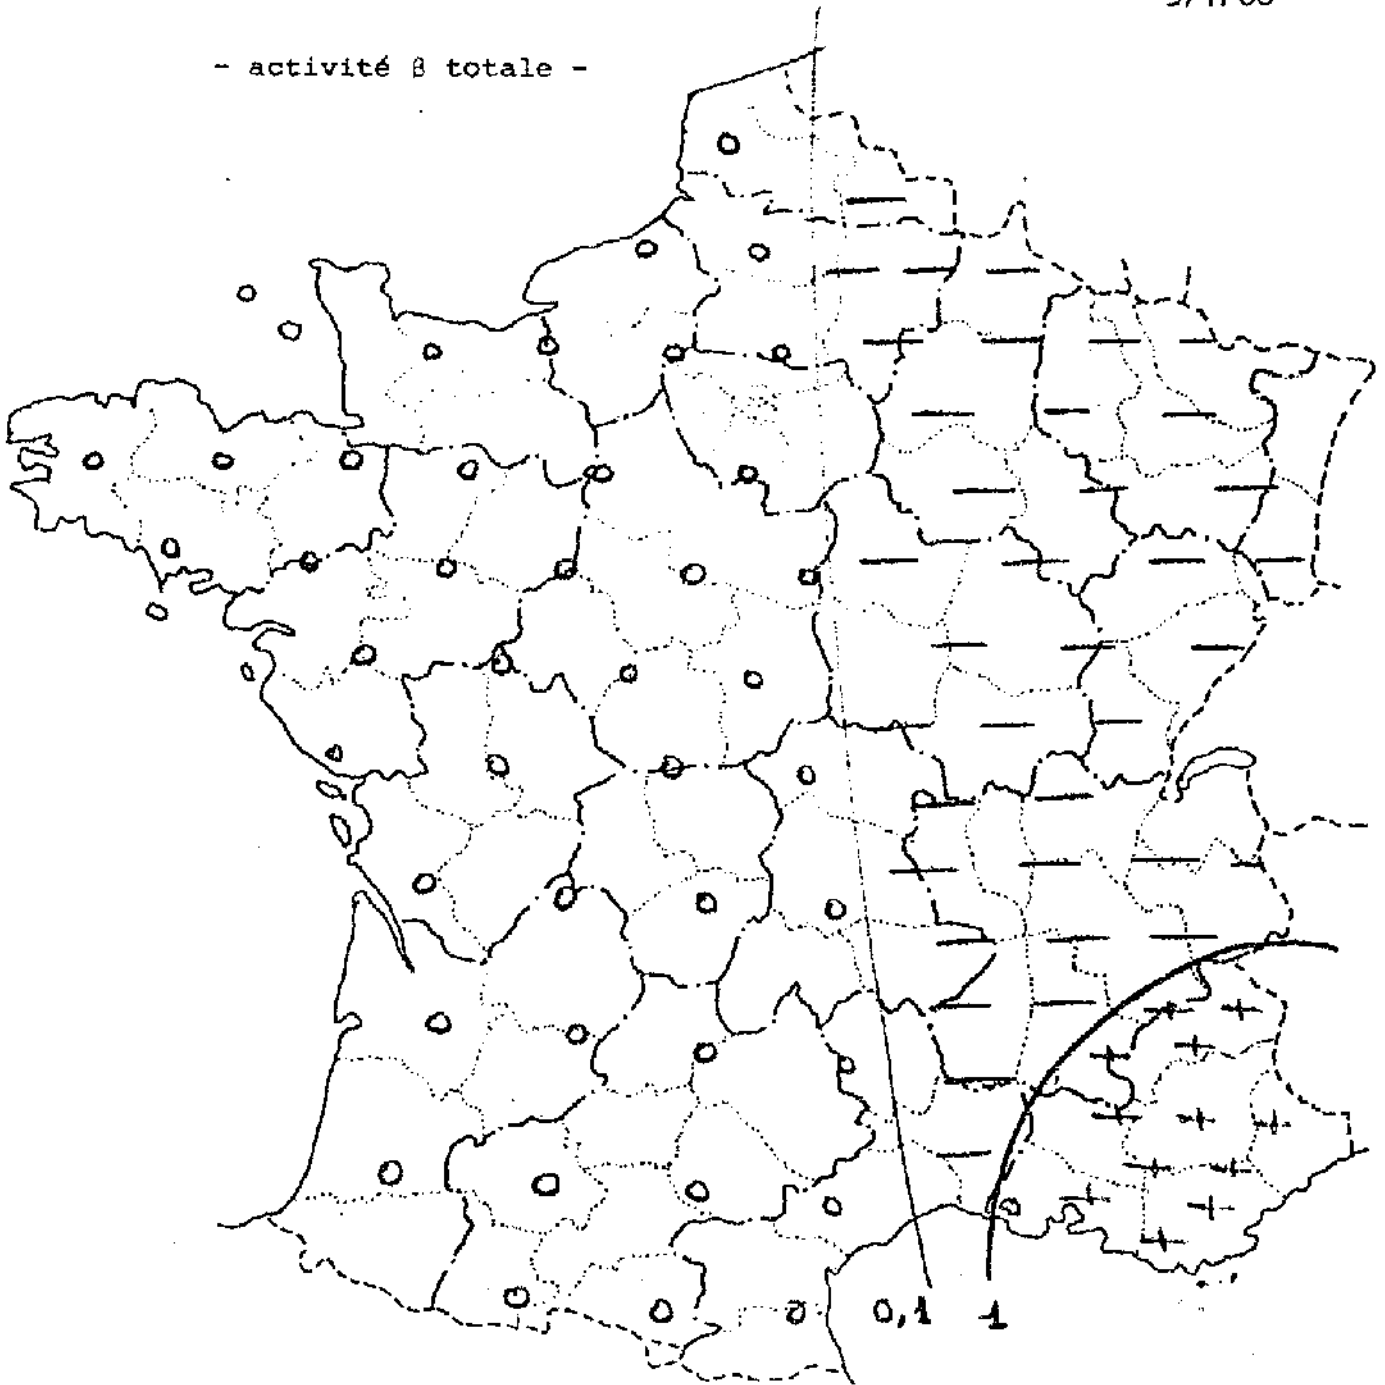 - activité β totale -
0,1 1